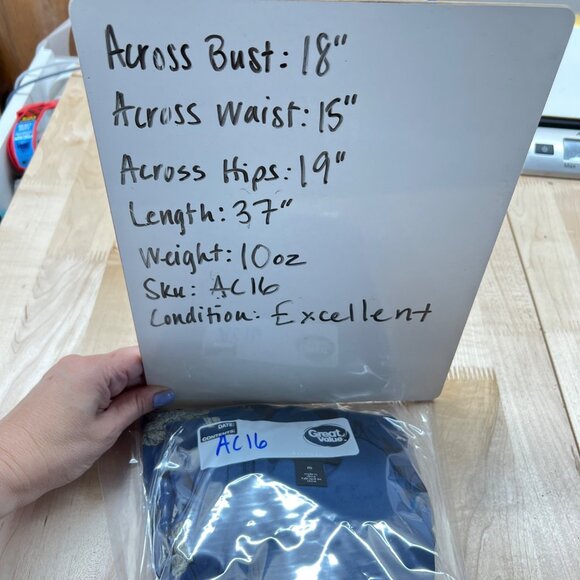 Across Bust: 18"
Across Waist: 15"
Across Hips: 19"
Length: 37"
Weight: 10oz
Sku: AC16
Condition: Excellent
DATE:
CONTENTS:
Great Value
AC16